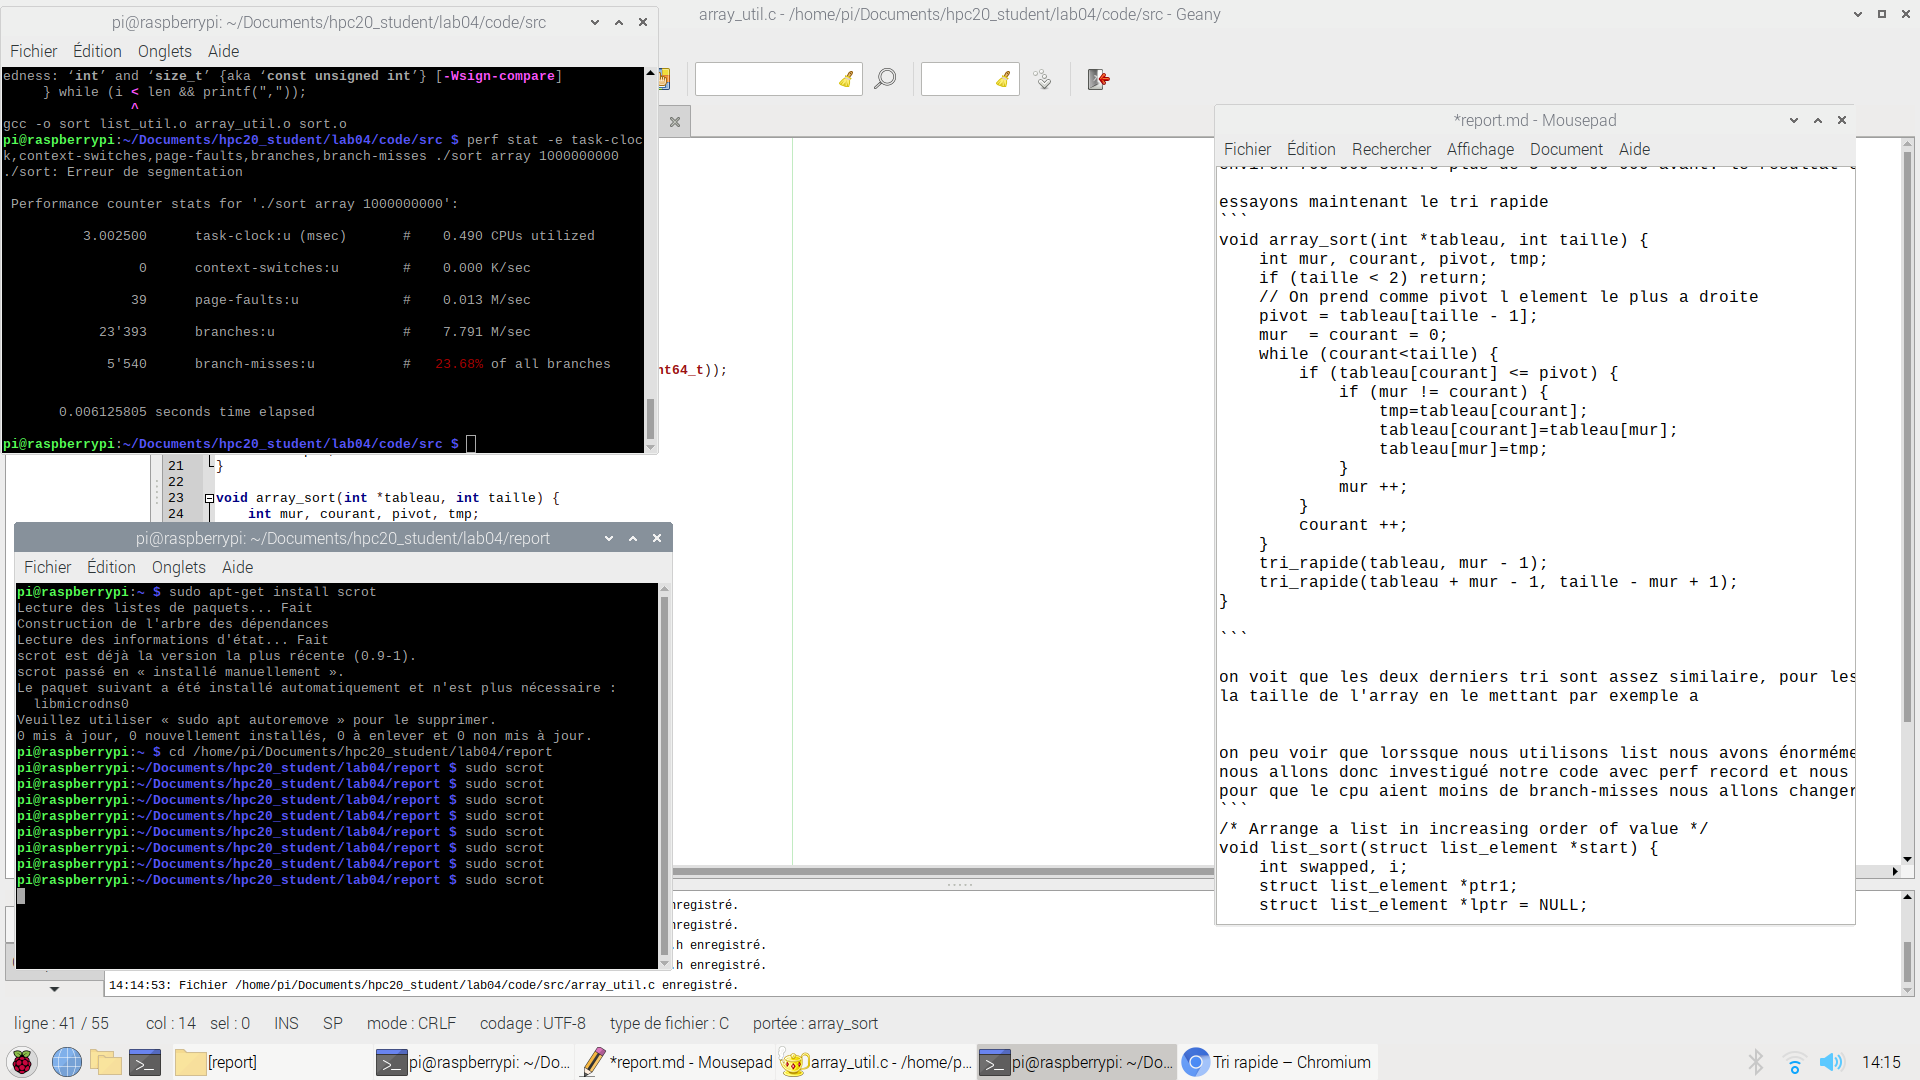 pi@raspberrypi: ~/Documents/hpc20_student/lab04/code/src
Fichier Édition Onglets Aide
edness: ‘int’ and ‘size_t’ {aka ‘const unsigned int’} [-Wsign-compare]
} while (i < len && printf(","));
^
gcc -o sort list_util.o array_util.o sort.o
pi@raspberrypi:~/Documents/hpc20_student/lab04/code/src $ perf stat -e task-cloc
k,context-switches,page-faults,branches,branch-misses ./sort array 1000000000
./sort: Erreur de segmentation
Performance counter stats for './sort array 1000000000':
3.002500 task-clock:u (msec) # 0.490 CPUs utilized
0 context-switches:u # 0.000 K/sec
39 page-faults:u # 0.013 M/sec
23'393 branches:u # 7.791 M/sec
5'540 branch-misses:u # 23.68% of all branches
0.006125805 seconds time elapsed
pi@raspberrypi:~/Documents/hpc20_student/lab04/code/src $
array_util.c - /home/pi/Documents/hpc20_student/lab04/code/src - Geany
nt64_t));
21 }
22
23 void array_sort(int *tableau, int taille) {
24 int mur, courant, pivot, tmp;
pi@raspberrypi: ~/Documents/hpc20_student/lab04/report
Fichier Édition Onglets Aide
pi@raspberrypi:~ $ sudo apt-get install scrot
Lecture des listes de paquets... Fait
Construction de l'arbre des dépendances
Lecture des informations d'état... Fait
scrot est déjà la version la plus récente (0.9-1).
scrot passé en « installé manuellement ».
Le paquet suivant a été installé automatiquement et n'est plus nécessaire :
libmicrodns0
Veuillez utiliser « sudo apt autoremove » pour le supprimer.
0 mis à jour, 0 nouvellement installés, 0 à enlever et 0 non mis à jour.
pi@raspberrypi:~ $ cd /home/pi/Documents/hpc20_student/lab04/report
pi@raspberrypi:~/Documents/hpc20_student/lab04/report $ sudo scrot
pi@raspberrypi:~/Documents/hpc20_student/lab04/report $ sudo scrot
pi@raspberrypi:~/Documents/hpc20_student/lab04/report $ sudo scrot
pi@raspberrypi:~/Documents/hpc20_student/lab04/report $ sudo scrot
pi@raspberrypi:~/Documents/hpc20_student/lab04/report $ sudo scrot
pi@raspberrypi:~/Documents/hpc20_student/lab04/report $ sudo scrot
pi@raspberrypi:~/Documents/hpc20_student/lab04/report $ sudo scrot
pi@raspberrypi:~/Documents/hpc20_student/lab04/report $ sudo scrot
*report.md - Mousepad
Fichier Édition Rechercher Affichage Document Aide
essayons maintenant le tri rapide
```
void array_sort(int *tableau, int taille) {
int mur, courant, pivot, tmp;
if (taille < 2) return;
// On prend comme pivot l element le plus a droite
pivot = tableau[taille - 1];
mur  = courant = 0;
while (courant<taille) {
if (tableau[courant] <= pivot) {
if (mur != courant) {
tmp=tableau[courant];
tableau[courant]=tableau[mur];
tableau[mur]=tmp;
}
mur ++;
}
courant ++;
}
tri_rapide(tableau, mur - 1);
tri_rapide(tableau + mur - 1, taille - mur + 1);
}
```
on voit que les deux derniers tri sont assez similaire, pour les
la taille de l'array en le mettant par exemple a
on peu voir que lorssque nous utilisons list nous avons énorméme
nous allons donc investigué notre code avec perf record et nous
pour que le cpu aient moins de branch-misses nous allons changer
```
/* Arrange a list in increasing order of value */
void list_sort(struct list_element *start) {
int swapped, i;
struct list_element *ptr1;
struct list_element *lptr = NULL;
nregistré.
nregistré.
.h enregistré.
.h enregistré.
14:14:53: Fichier /home/pi/Documents/hpc20_student/lab04/code/src/array_util.c enregistré.
ligne : 41 / 55 col : 14 sel : 0 INS SP mode : CRLF codage : UTF-8 type de fichier : C portée : array_sort
[report] pi@raspberrypi: ~/Do... *report.md - Mousepad array_util.c - /home/p... pi@raspberrypi: ~/Do... Tri rapide – Chromium 14:15